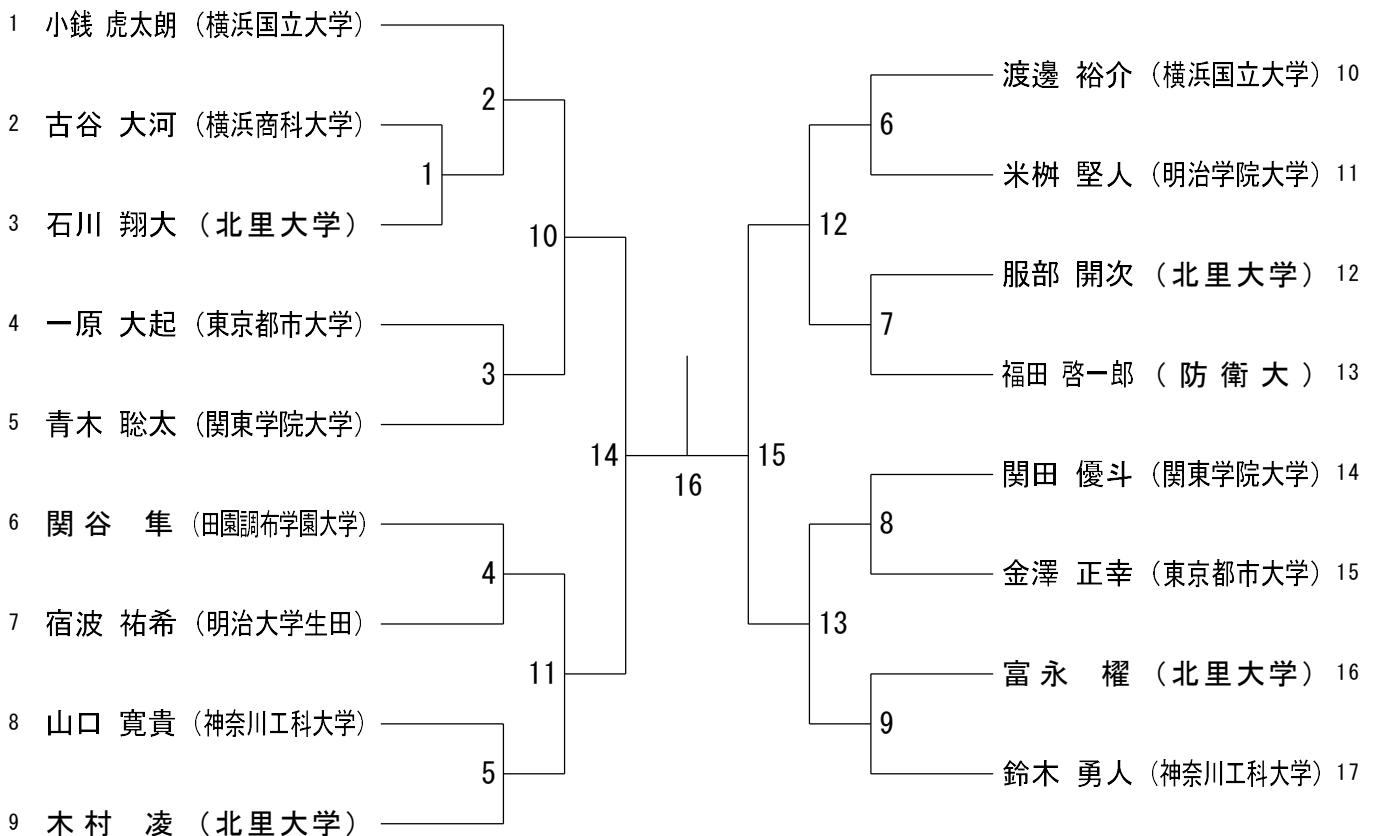 1 小銭 虎太朗 (横浜国立大学)
2 古谷 大河 (横浜商科大学)
3 石川 翔大 (北里大学)
4 一原 大起 (東京都市大学)
5 青木 聡太 (関東学院大学)
6 関谷 隼 (田園調布学園大学)
7 宿波 祐希 (明治大学生田)
8 山口 寛貴 (神奈川工科大学)
9 木村 凌 (北里大学)
2
1
10
3
14
4
11
5
16
15
6
12
7
8
13
9
渡邊 裕介 (横浜国立大学) 10
米桝 堅人 (明治学院大学) 11
服部 開次 (北里大学) 12
福田 啓一郎 (防衛大) 13
関田 優斗 (関東学院大学) 14
金澤 正幸 (東京都市大学) 15
富永 櫂 (北里大学) 16
鈴木 勇人 (神奈川工科大学) 17